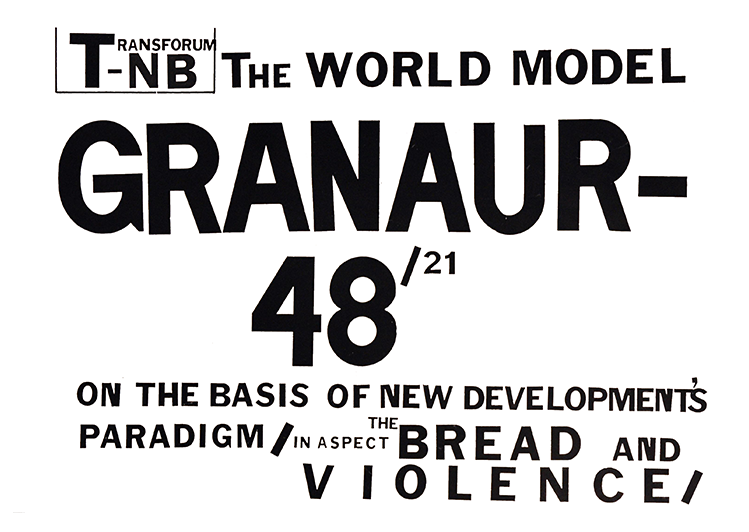 TRANSFORUM
T-NB THE WORLD MODEL
GRANAUR-
48/21
ON THE BASIS OF NEW DEVELOPMENT'S
PARADIGM/IN ASPECT THE BREAD AND
VIOLENCE/